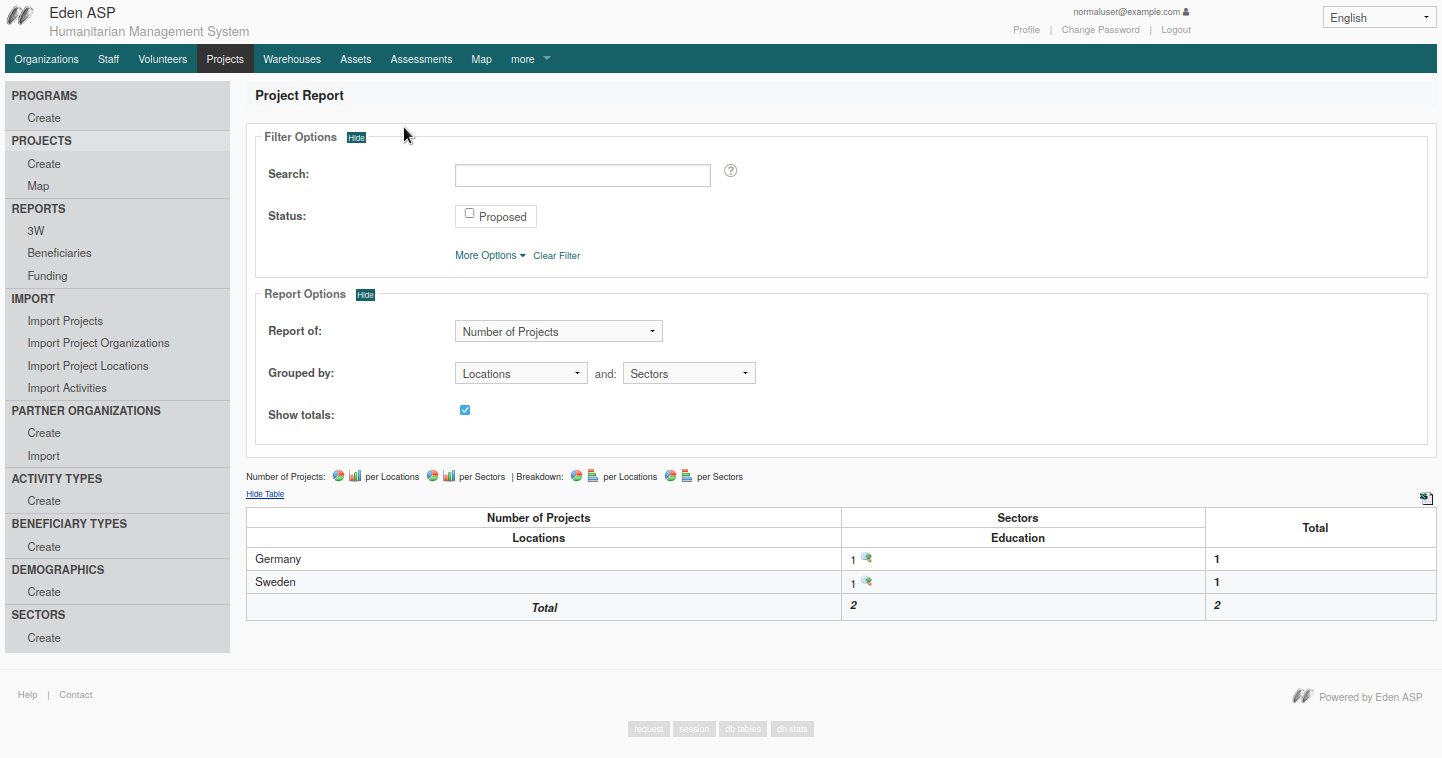 Eden ASP
Humanitarian Management System
normaluser@example.com
Profile | Change Password | Logout
English
Organizations Staff Volunteers Projects Warehouses Assets Assessments Map more
PROGRAMS
Create
PROJECTS
Create
Map
REPORTS
3W
Beneficiaries
Funding
IMPORT
Import Projects
Import Project Organizations
Import Project Locations
Import Activities
PARTNER ORGANIZATIONS
Create
Import
ACTIVITY TYPES
Create
BENEFICIARY TYPES
Create
DEMOGRAPHICS
Create
SECTORS
Create
Project Report
Filter Options Hide
Search: ?
Status: Proposed
More Options Clear Filter
Report Options Hide
Report of: Number of Projects
Grouped by: Locations and: Sectors
Show totals:
Number of Projects: per Locations per Sectors | Breakdown: per Locations per Sectors
Hide Table
Number of Projects Sectors Total
Locations Education
Germany 1 1
Sweden 1 1
Total 2 2
Help | Contact
Powered by Eden ASP
request session db tables db stats